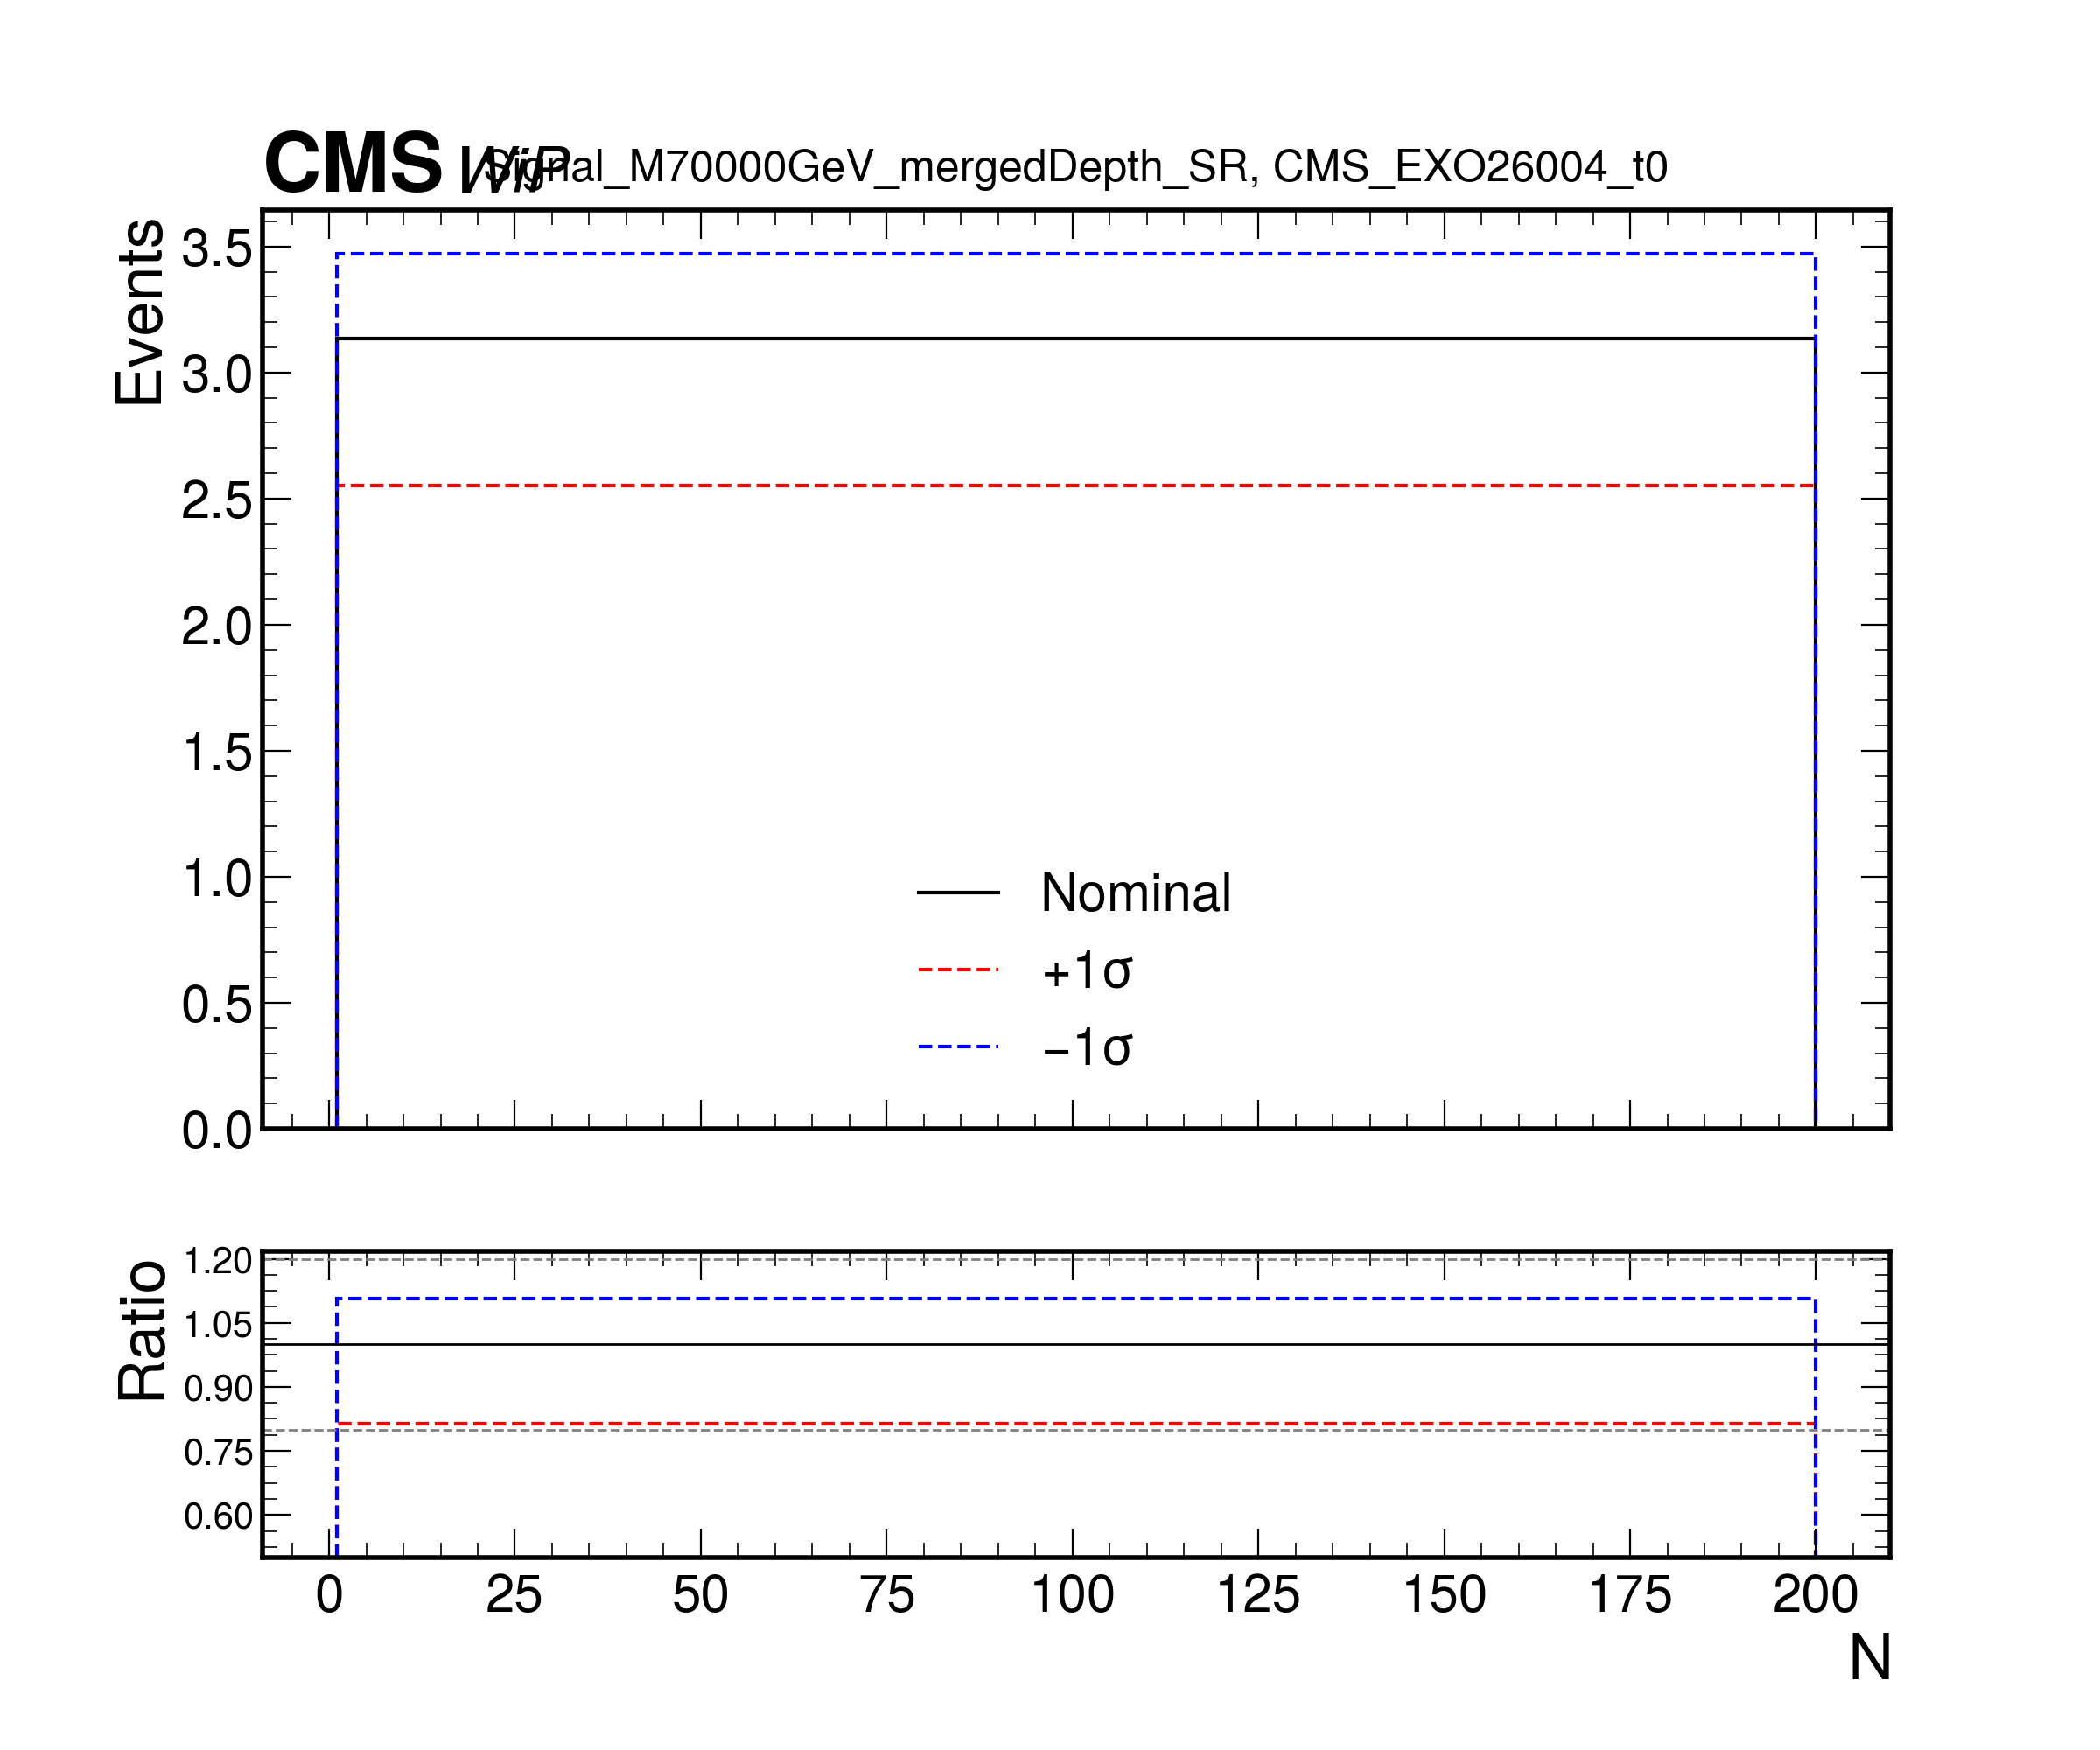 CMS WiP Signal_M70000GeV_mergedDepth_SR, CMS_EXO26004_t0
Events
3.5
3.0
2.5
2.0
1.5
1.0
0.5
0.0
Nominal
+1σ
−1σ
Ratio
1.20
1.05
0.90
0.75
0.60
0 25 50 75 100 125 150 175 200
N